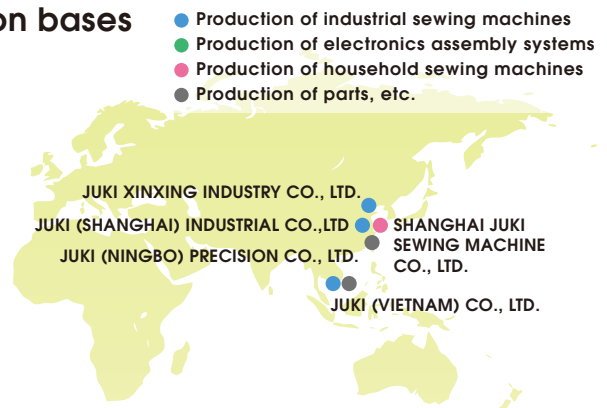 on bases
Production of industrial sewing machines
Production of electronics assembly systems
Production of household sewing machines
Production of parts, etc.
JUKI XINXING INDUSTRY CO., LTD.
JUKI (SHANGHAI) INDUSTRIAL CO.,LTD
SHANGHAI JUKI
SEWING MACHINE
CO., LTD.
JUKI (NINGBO) PRECISION CO., LTD.
JUKI (VIETNAM) CO., LTD.